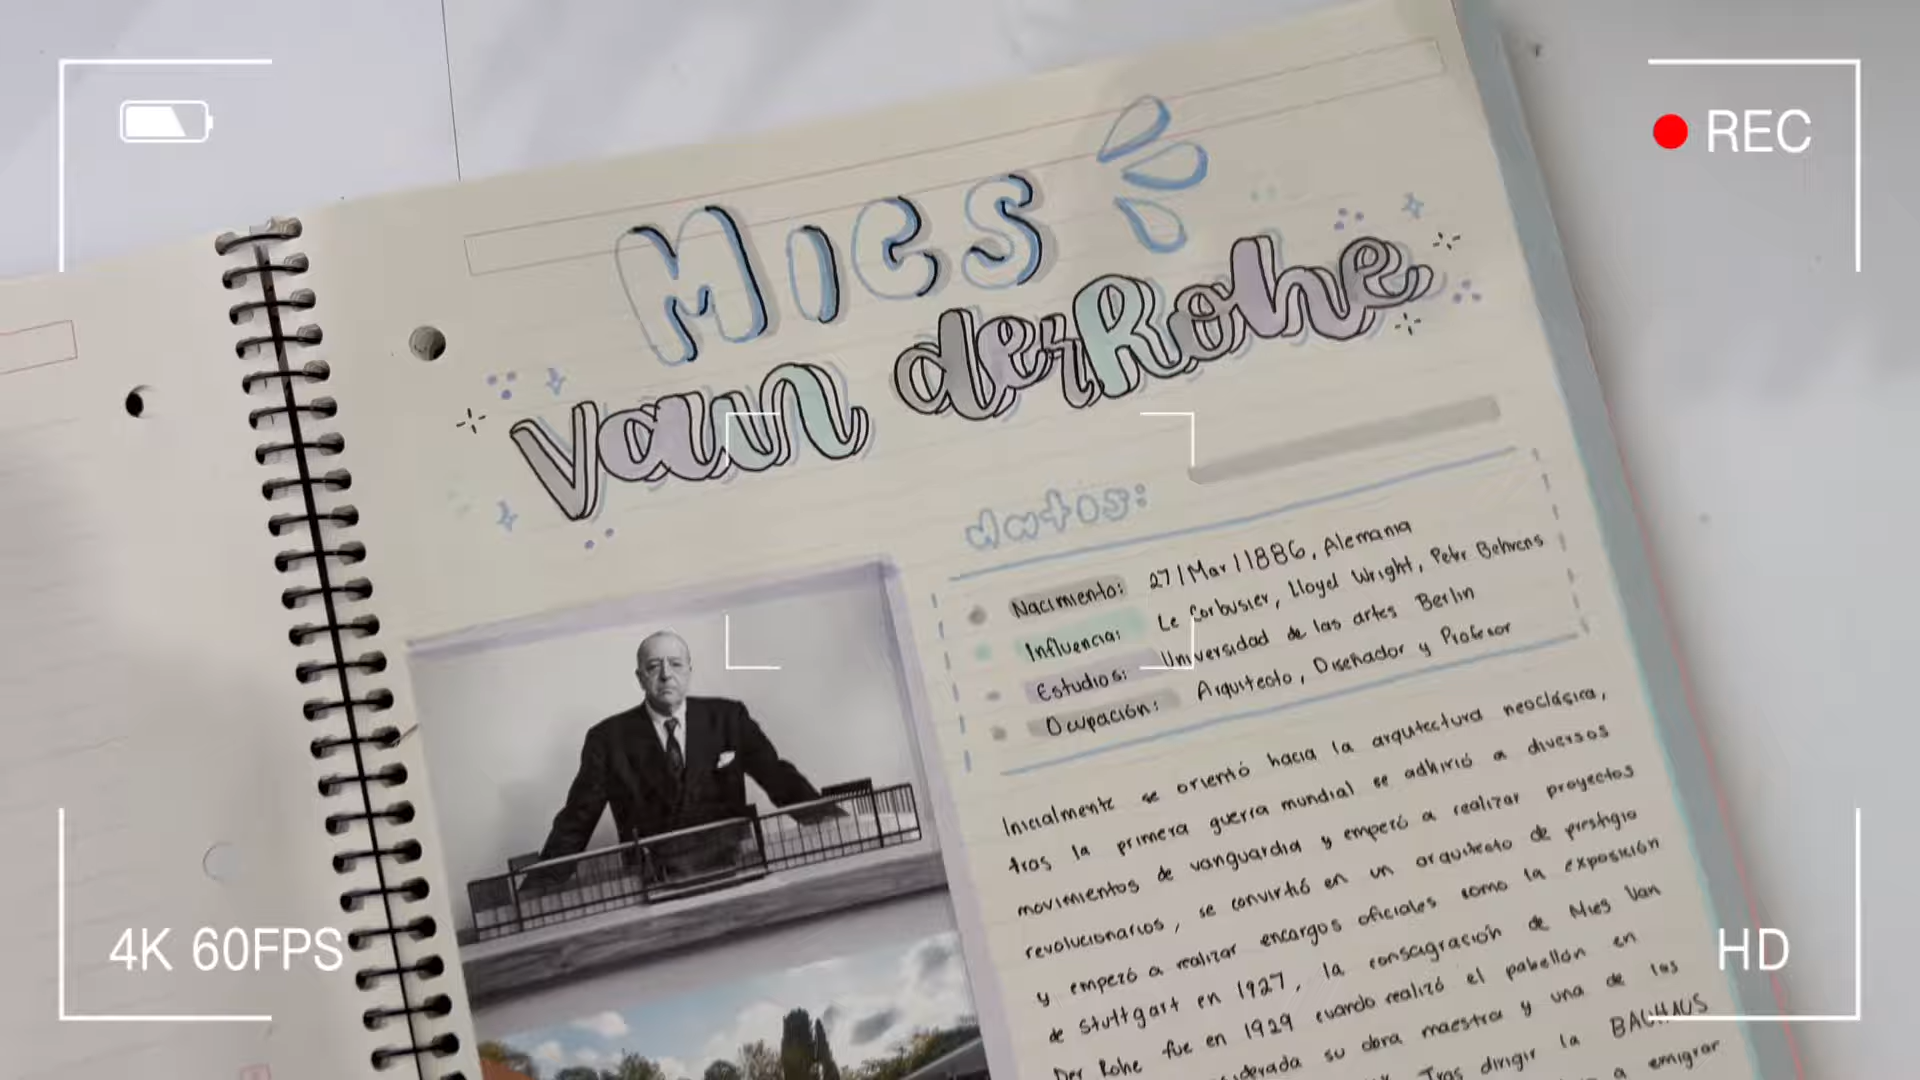 REC
Mies
van der Rohe
datos:
Nacimiento: 27/Mar/1886, Alemania
Influencia: Le Corbusier, Lloyd Wright, Peter Behrens
Estudios: Universidad de las artes Berlin
Ocupación: Arquitecto, Diseñador y Profesor
Inicialmente se orientó hacia la arquitectura neoclásica,
tras la primera guerra mundial se adhirió a diversos
movimientos de vanguardia y empezó a realizar proyectos
revolucionarios, se convirtió en un arquitecto de prestigio
y empezó a realizar encargos oficiales como la exposición
de Stuttgart en 1927, la consagración de Mies Van
Der Rohe fue en 1929 cuando realizó el pabellón en
su obra maestra y una de las
Tras dirigir la BAUHAUS
a emigrar
4K 60FPS
HD